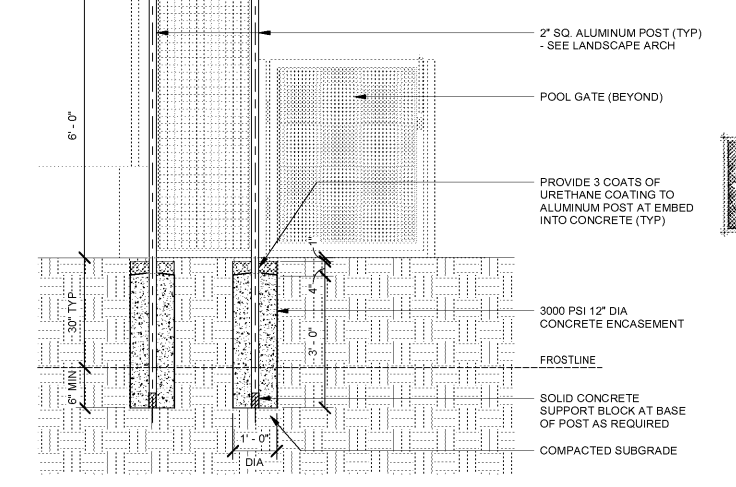 2" SQ. ALUMINUM POST (TYP)
- SEE LANDSCAPE ARCH
POOL GATE (BEYOND)
6' - 0"
PROVIDE 3 COATS OF
URETHANE COATING TO
ALUMINUM POST AT EMBED
INTO CONCRETE (TYP)
1"
4"
30" TYP
3000 PSI 12" DIA
CONCRETE ENCASEMENT
3' - 0"
FROSTLINE
6" MIN
SOLID CONCRETE
SUPPORT BLOCK AT BASE
OF POST AS REQUIRED
1' - 0"
DIA
COMPACTED SUBGRADE